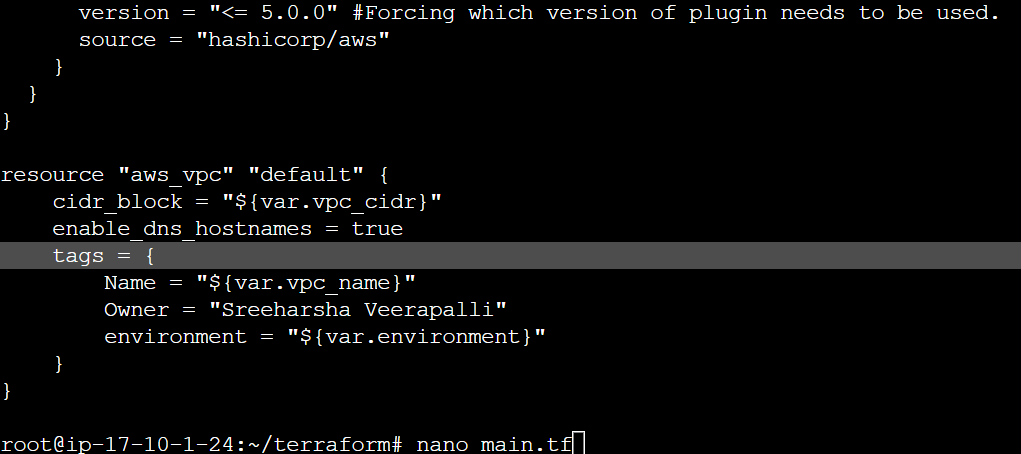 version = "<= 5.0.0" #Forcing which version of plugin needs to be used.
source = "hashicorp/aws"
}
}
}
resource "aws_vpc" "default" {
cidr_block = "${var.vpc_cidr}"
enable_dns_hostnames = true
tags = {
Name = "${var.vpc_name}"
Owner = "Sreeharsha Veerapalli"
environment = "${var.environment}"
}
}
root@ip-17-10-1-24:~/terraform# nano main.tf